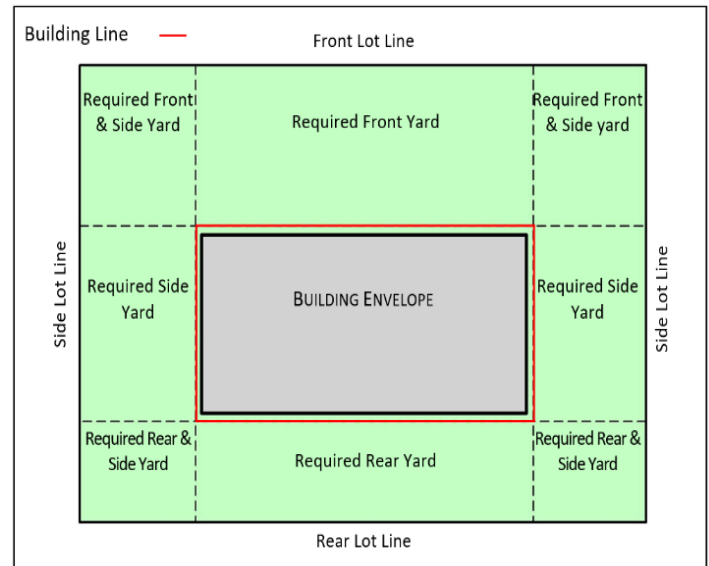 Building Line
Front Lot Line
Required Front
& Side Yard
Required Front Yard
Required Front
& Side yard
Side Lot Line
Required Side
Yard
BUILDING ENVELOPE
Required Side
Yard
Side Lot Line
Required Rear &
Side Yard
Required Rear Yard
Required Rear &
Side Yard
Rear Lot Line